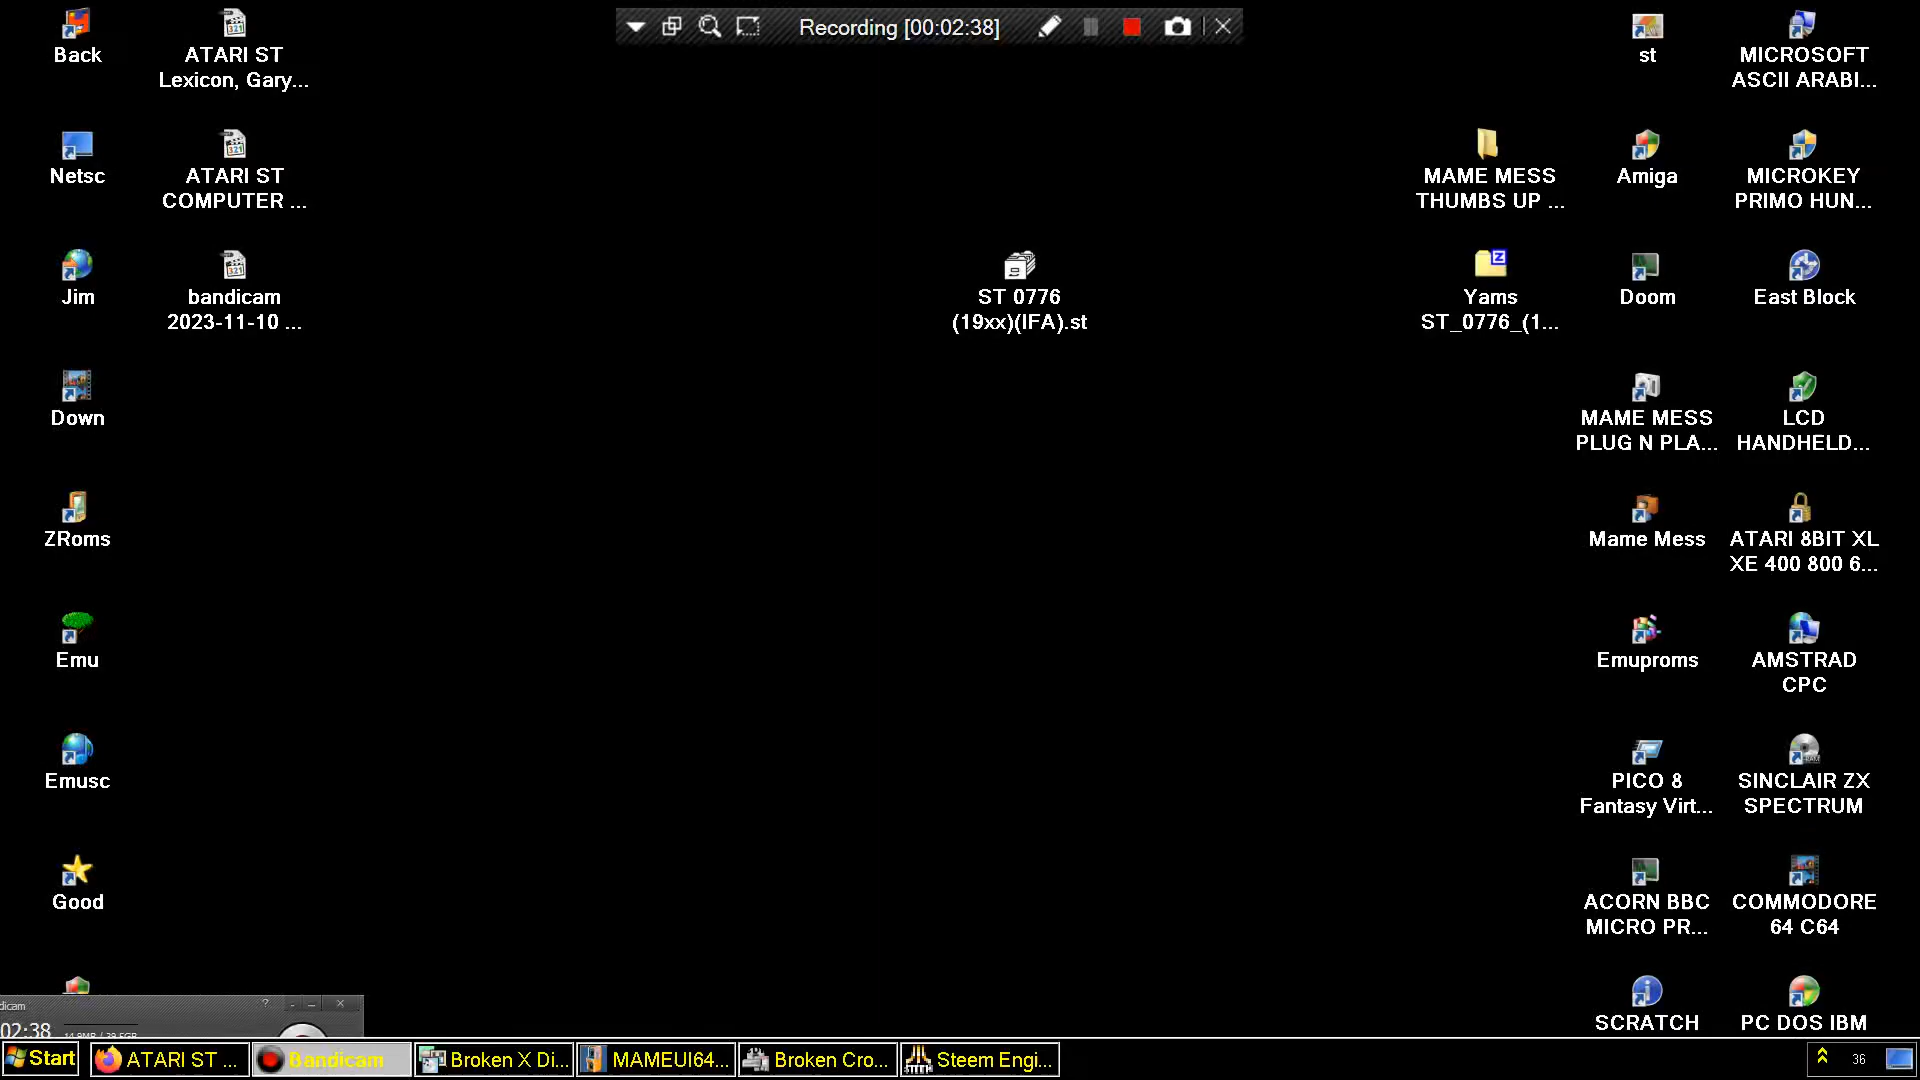 Recording [00:02:38]
Back
ATARI ST
Lexicon, Gary...
st
MICROSOFT
ASCII ARABI...
Netsc
ATARI ST
COMPUTER ...
MAME MESS
THUMBS UP ...
Amiga
MICROKEY
PRIMO HUN...
Jim
bandicam
2023-11-10 ...
ST 0776
(19xx)(IFA).st
Yams
ST_0776_(1...
Doom
East Block
Down
MAME MESS
PLUG N PLA...
LCD
HANDHELD...
ZRoms
Mame Mess
ATARI 8BIT XL
XE 400 800 6...
Emu
Emuproms
AMSTRAD
CPC
Emusc
PICO 8
Fantasy Virt...
SINCLAIR ZX
SPECTRUM
Good
ACORN BBC
MICRO PR...
COMMODORE
64 C64
SCRATCH
PC DOS IBM
dicam
02:38
Start
ATARI ST ...
Bandicam
Broken X Di...
MAMEUI64...
Broken Cro...
Steem Engi...
36